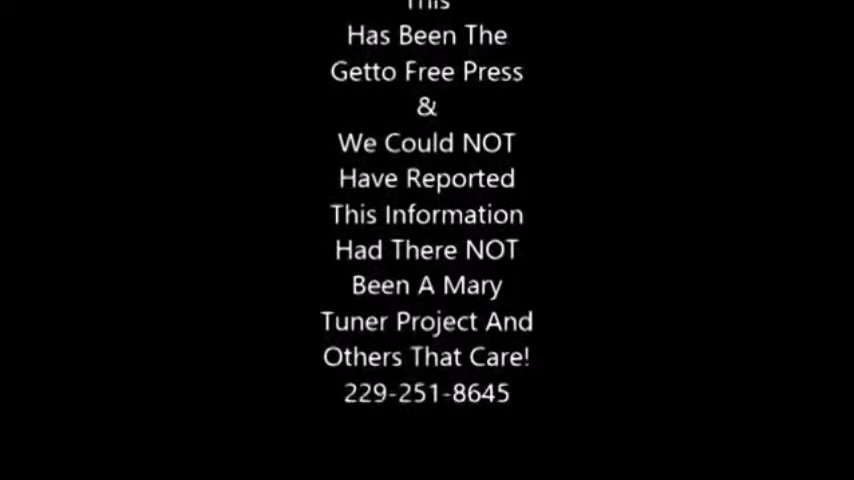 This
Has Been The
Getto Free Press
&
We Could NOT
Have Reported
This Information
Had There NOT
Been A Mary
Tuner Project And
Others That Care!
229-251-8645